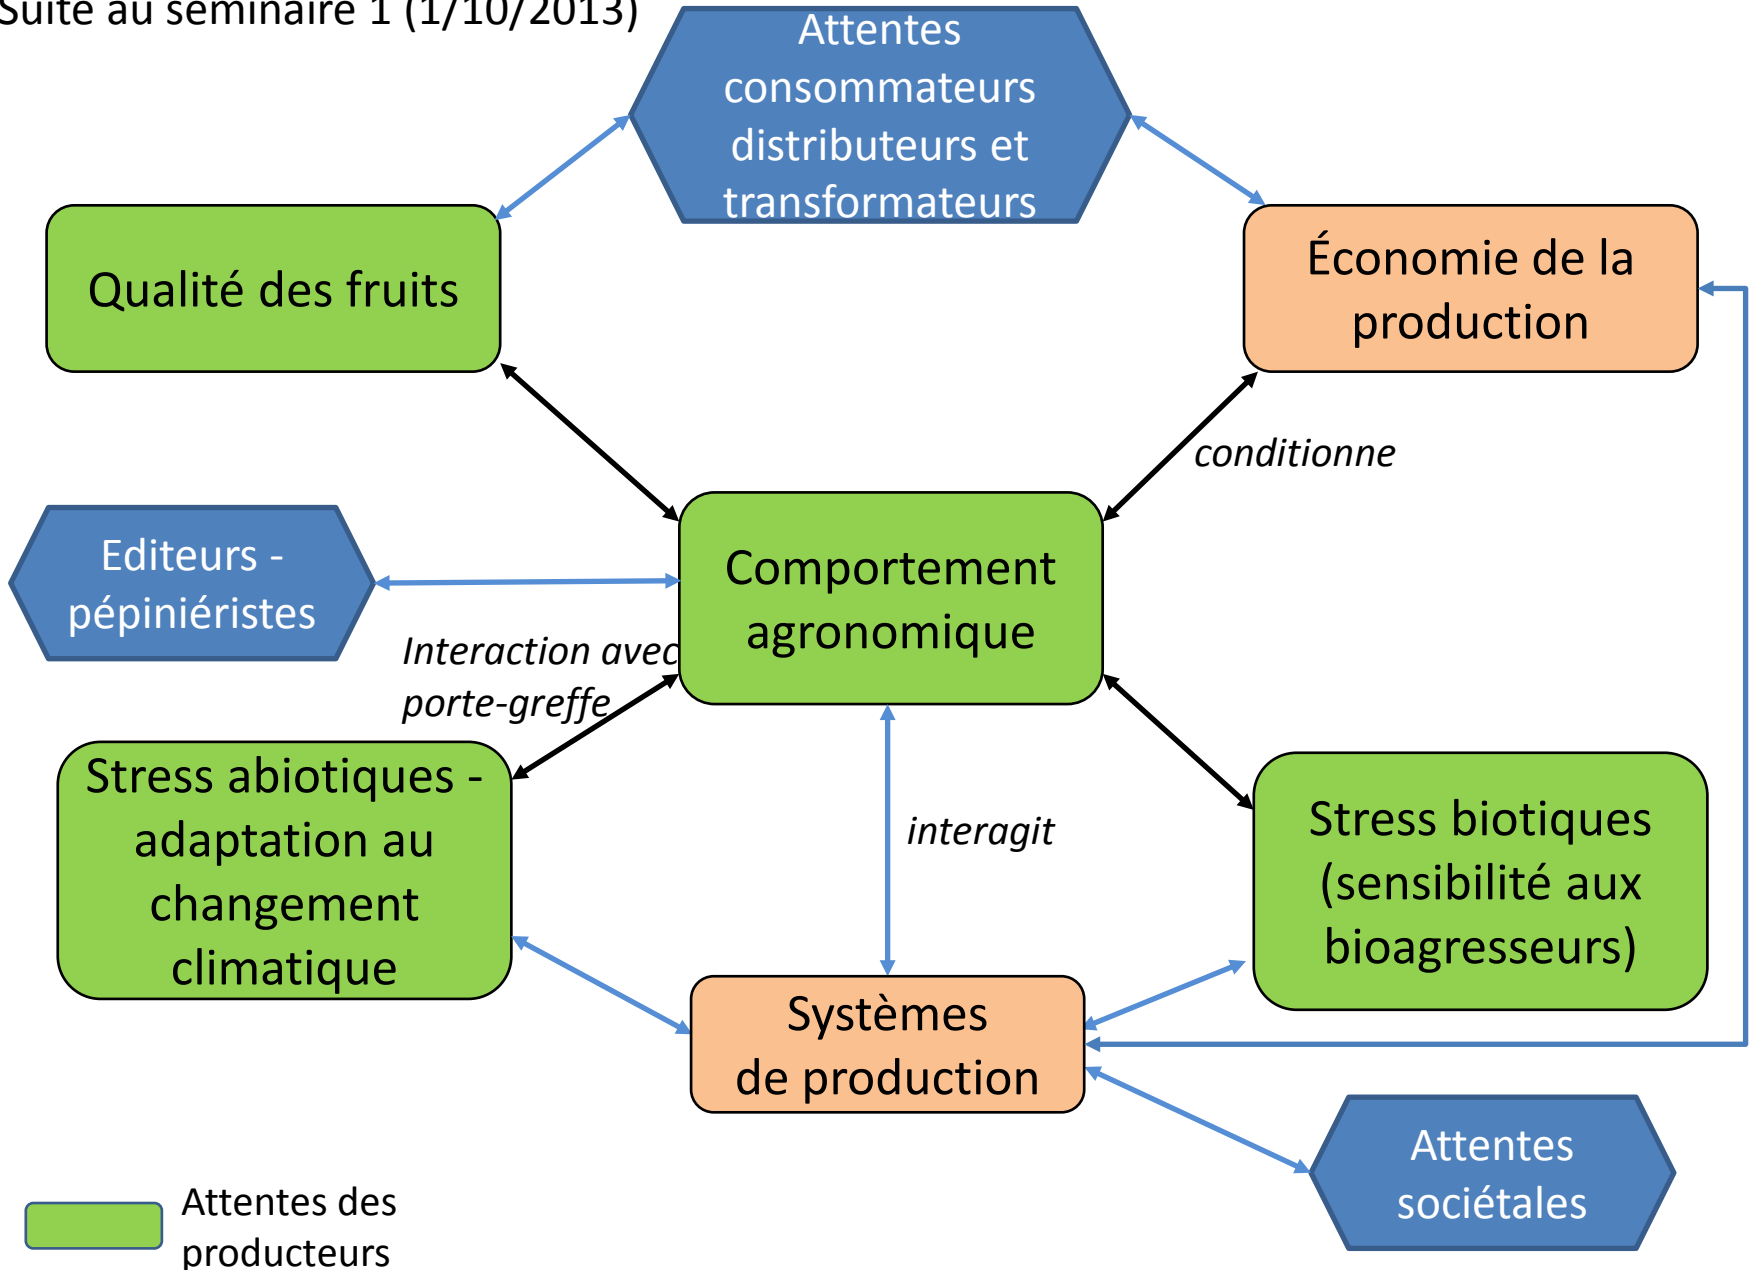 Suite au séminaire 1 (1/10/2013)
Attentes
consommateurs
distributeurs et
transformateurs
Qualité des fruits
Économie de la
production
conditionne
Editeurs -
pépiniéristes
Comportement
agronomique
Interaction avec
porte-greffe
Stress abiotiques -
adaptation au
changement
climatique
interagit
Stress biotiques
(sensibilité aux
bioagresseurs)
Systèmes
de production
Attentes
sociétales
Attentes des
producteurs